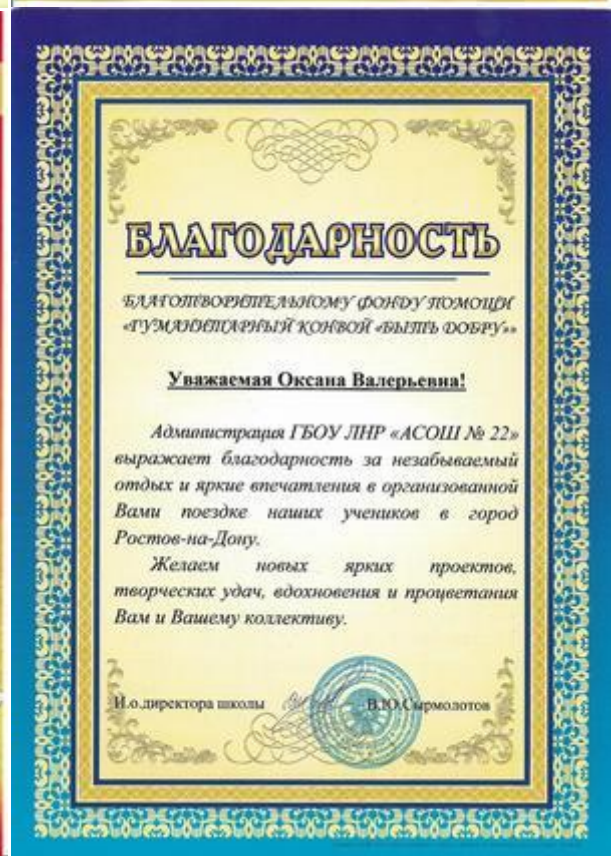 БЛАГОДАРНОСТЬ
БЛАГОТВОРИТЕЛЬНОМУ ФОНДУ ПОМОЩИ
«ГУМАНИТАРНЫЙ КОНВОЙ «БЫТЬ ДОБРУ»»
Уважаемая Оксана Валерьевна!
Администрация ГБОУ ЛНР «АСОШ № 22»
выражает благодарность за незабываемый
отдых и яркие впечатления в организованной
Вами поездке наших учеников в город
Ростов-на-Дону.
Желаем новых ярких проектов,
творческих удач, вдохновения и процветания
Вам и Вашему коллективу.
И.о.директора школы В.Ю.Сырмолотов